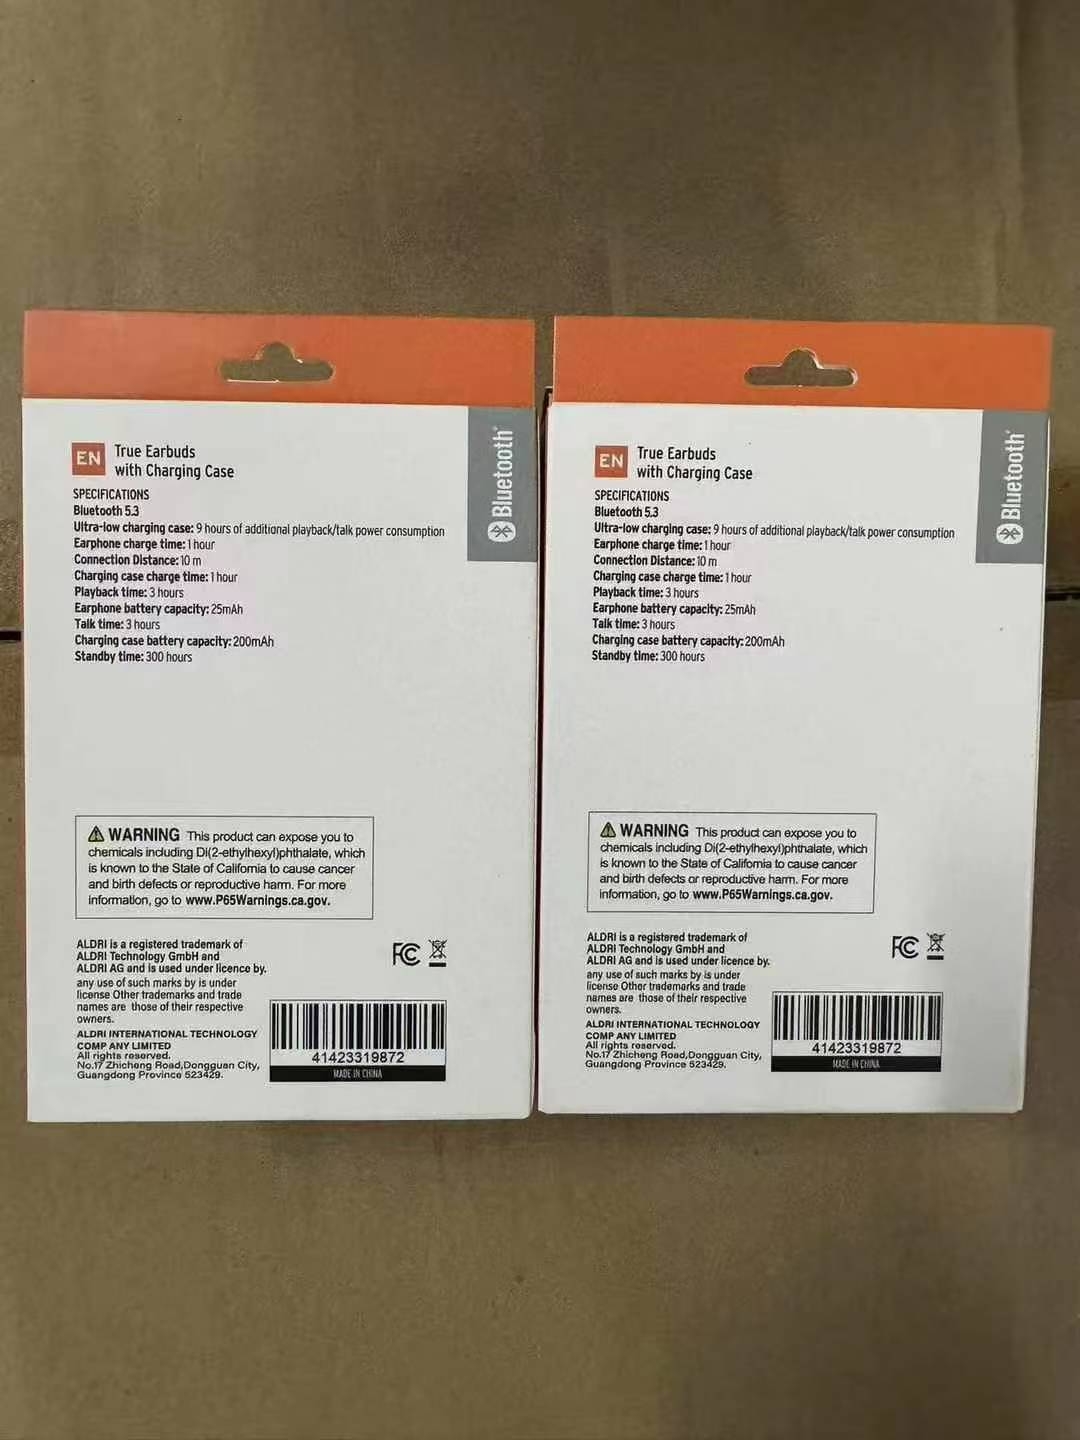 EN
True Earbuds
with Charging Case
SPECIFICATIONS
Bluetooth 5.3
Ultra-low charging case: 9 hours of additional playback/talk power consumption
Earphone charge time: 1 hour
Connection Distance: 10 m
Charging case charge time: 1 hour
Playback time: 3 hours
Earphone battery capacity: 25mAh
Talk time: 3 hours
Charging case battery capacity: 200mAh
Standby time: 300 hours
Bluetooth®
WARNING This product can expose you to
chemicals including Di(2-ethylhexyl)phthalate, which
is known to the State of California to cause cancer
and birth defects or reproductive harm. For more
information, go to www.P65Warnings.ca.gov.
ALDRI is a registered trademark of
ALDRI Technology GmbH and
ALDRI AG and is used under licence by.
any use of such marks by is under
license Other trademarks and trade
names are those of their respective
owners.
ALDRI INTERNATIONAL TECHNOLOGY
COMP ANY LIMITED
All rights reserved.
No.17 Zhicheng Road,Dongguan City,
Guangdong Province 523429.
FC
41423319872
MADE IN CHINA
EN
True Earbuds
with Charging Case
SPECIFICATIONS
Bluetooth 5.3
Ultra-low charging case: 9 hours of additional playback/talk power consumption
Earphone charge time: 1 hour
Connection Distance: 10 m
Charging case charge time: 1 hour
Playback time: 3 hours
Earphone battery capacity: 25mAh
Talk time: 3 hours
Charging case battery capacity: 200mAh
Standby time: 300 hours
Bluetooth®
WARNING This product can expose you to
chemicals including Di(2-ethylhexyl)phthalate, which
is known to the State of California to cause cancer
and birth defects or reproductive harm. For more
information, go to www.P65Warnings.ca.gov.
ALDRI is a registered trademark of
ALDRI Technology GmbH and
ALDRI AG and is used under licence by.
any use of such marks by is under
license Other trademarks and trade
names are those of their respective
owners.
ALDRI INTERNATIONAL TECHNOLOGY
COMP ANY LIMITED
All rights reserved.
No.17 Zhicheng Road,Dongguan City,
Guangdong Province 523429.
FC
41423319872
MADE IN CHINA